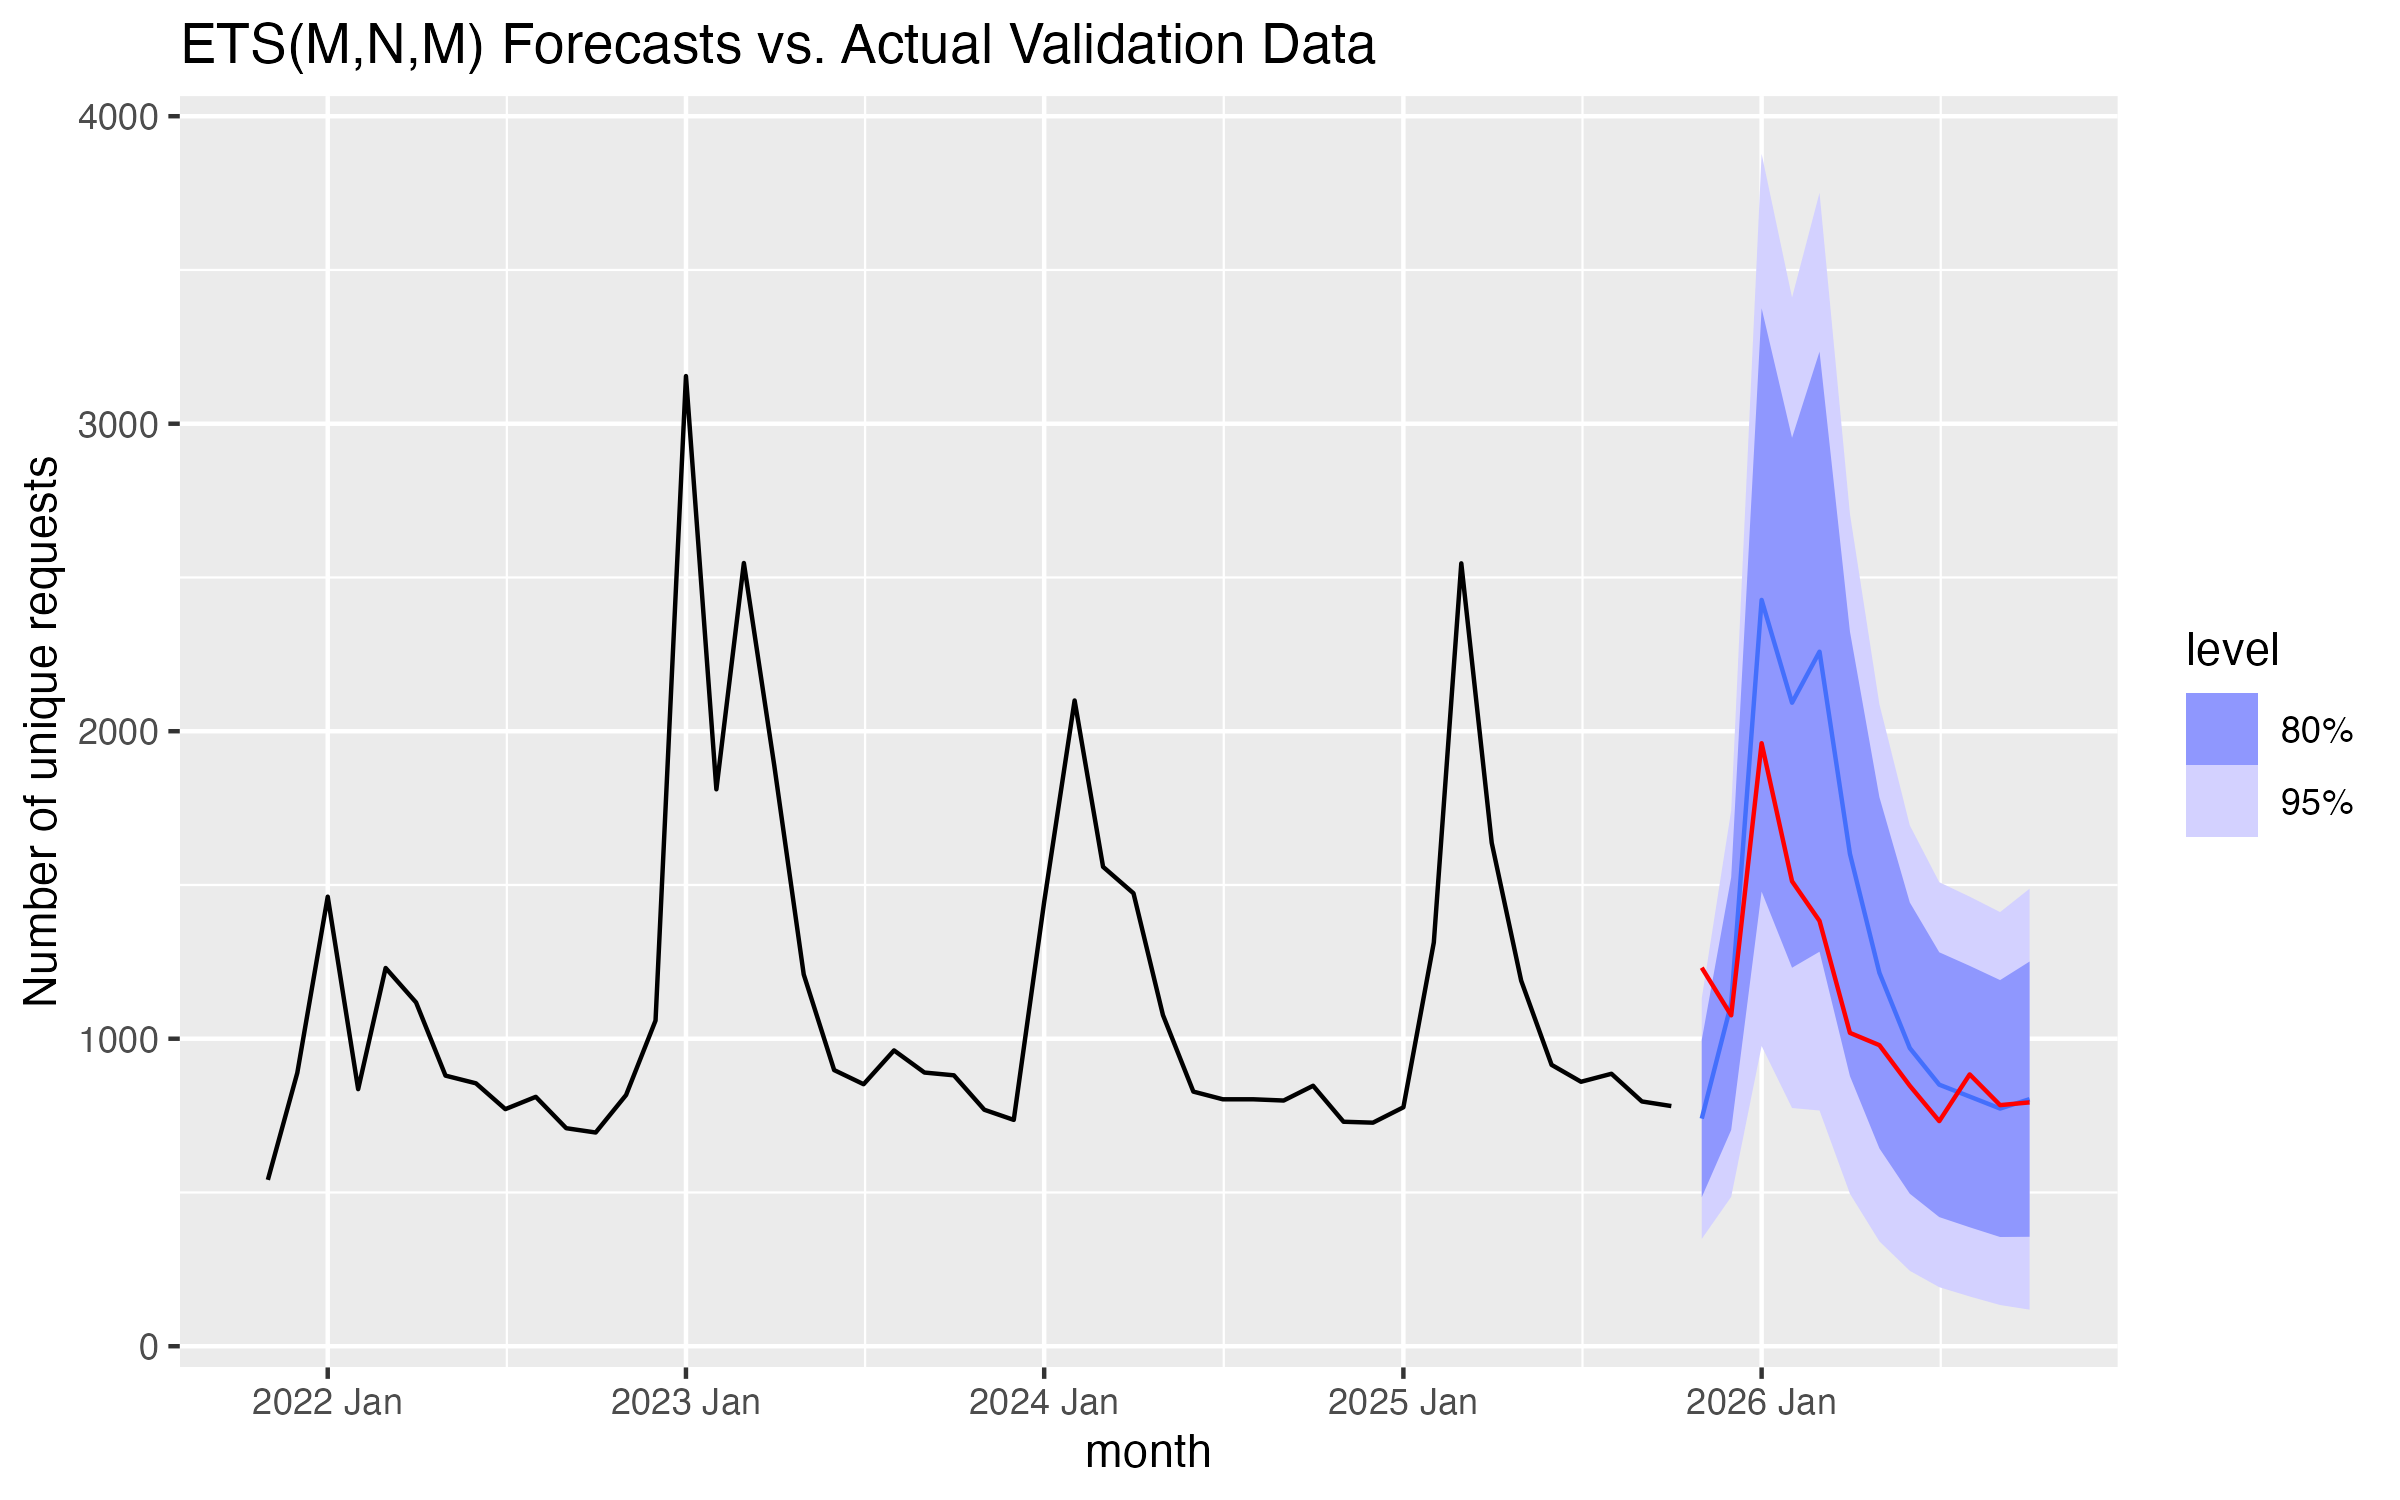 ETS(M,N,M) Forecasts vs. Actual Validation Data
Number of unique requests
4000
3000
2000
1000
0
2022 Jan
2023 Jan
2024 Jan
2025 Jan
2026 Jan
month
level
80%
95%